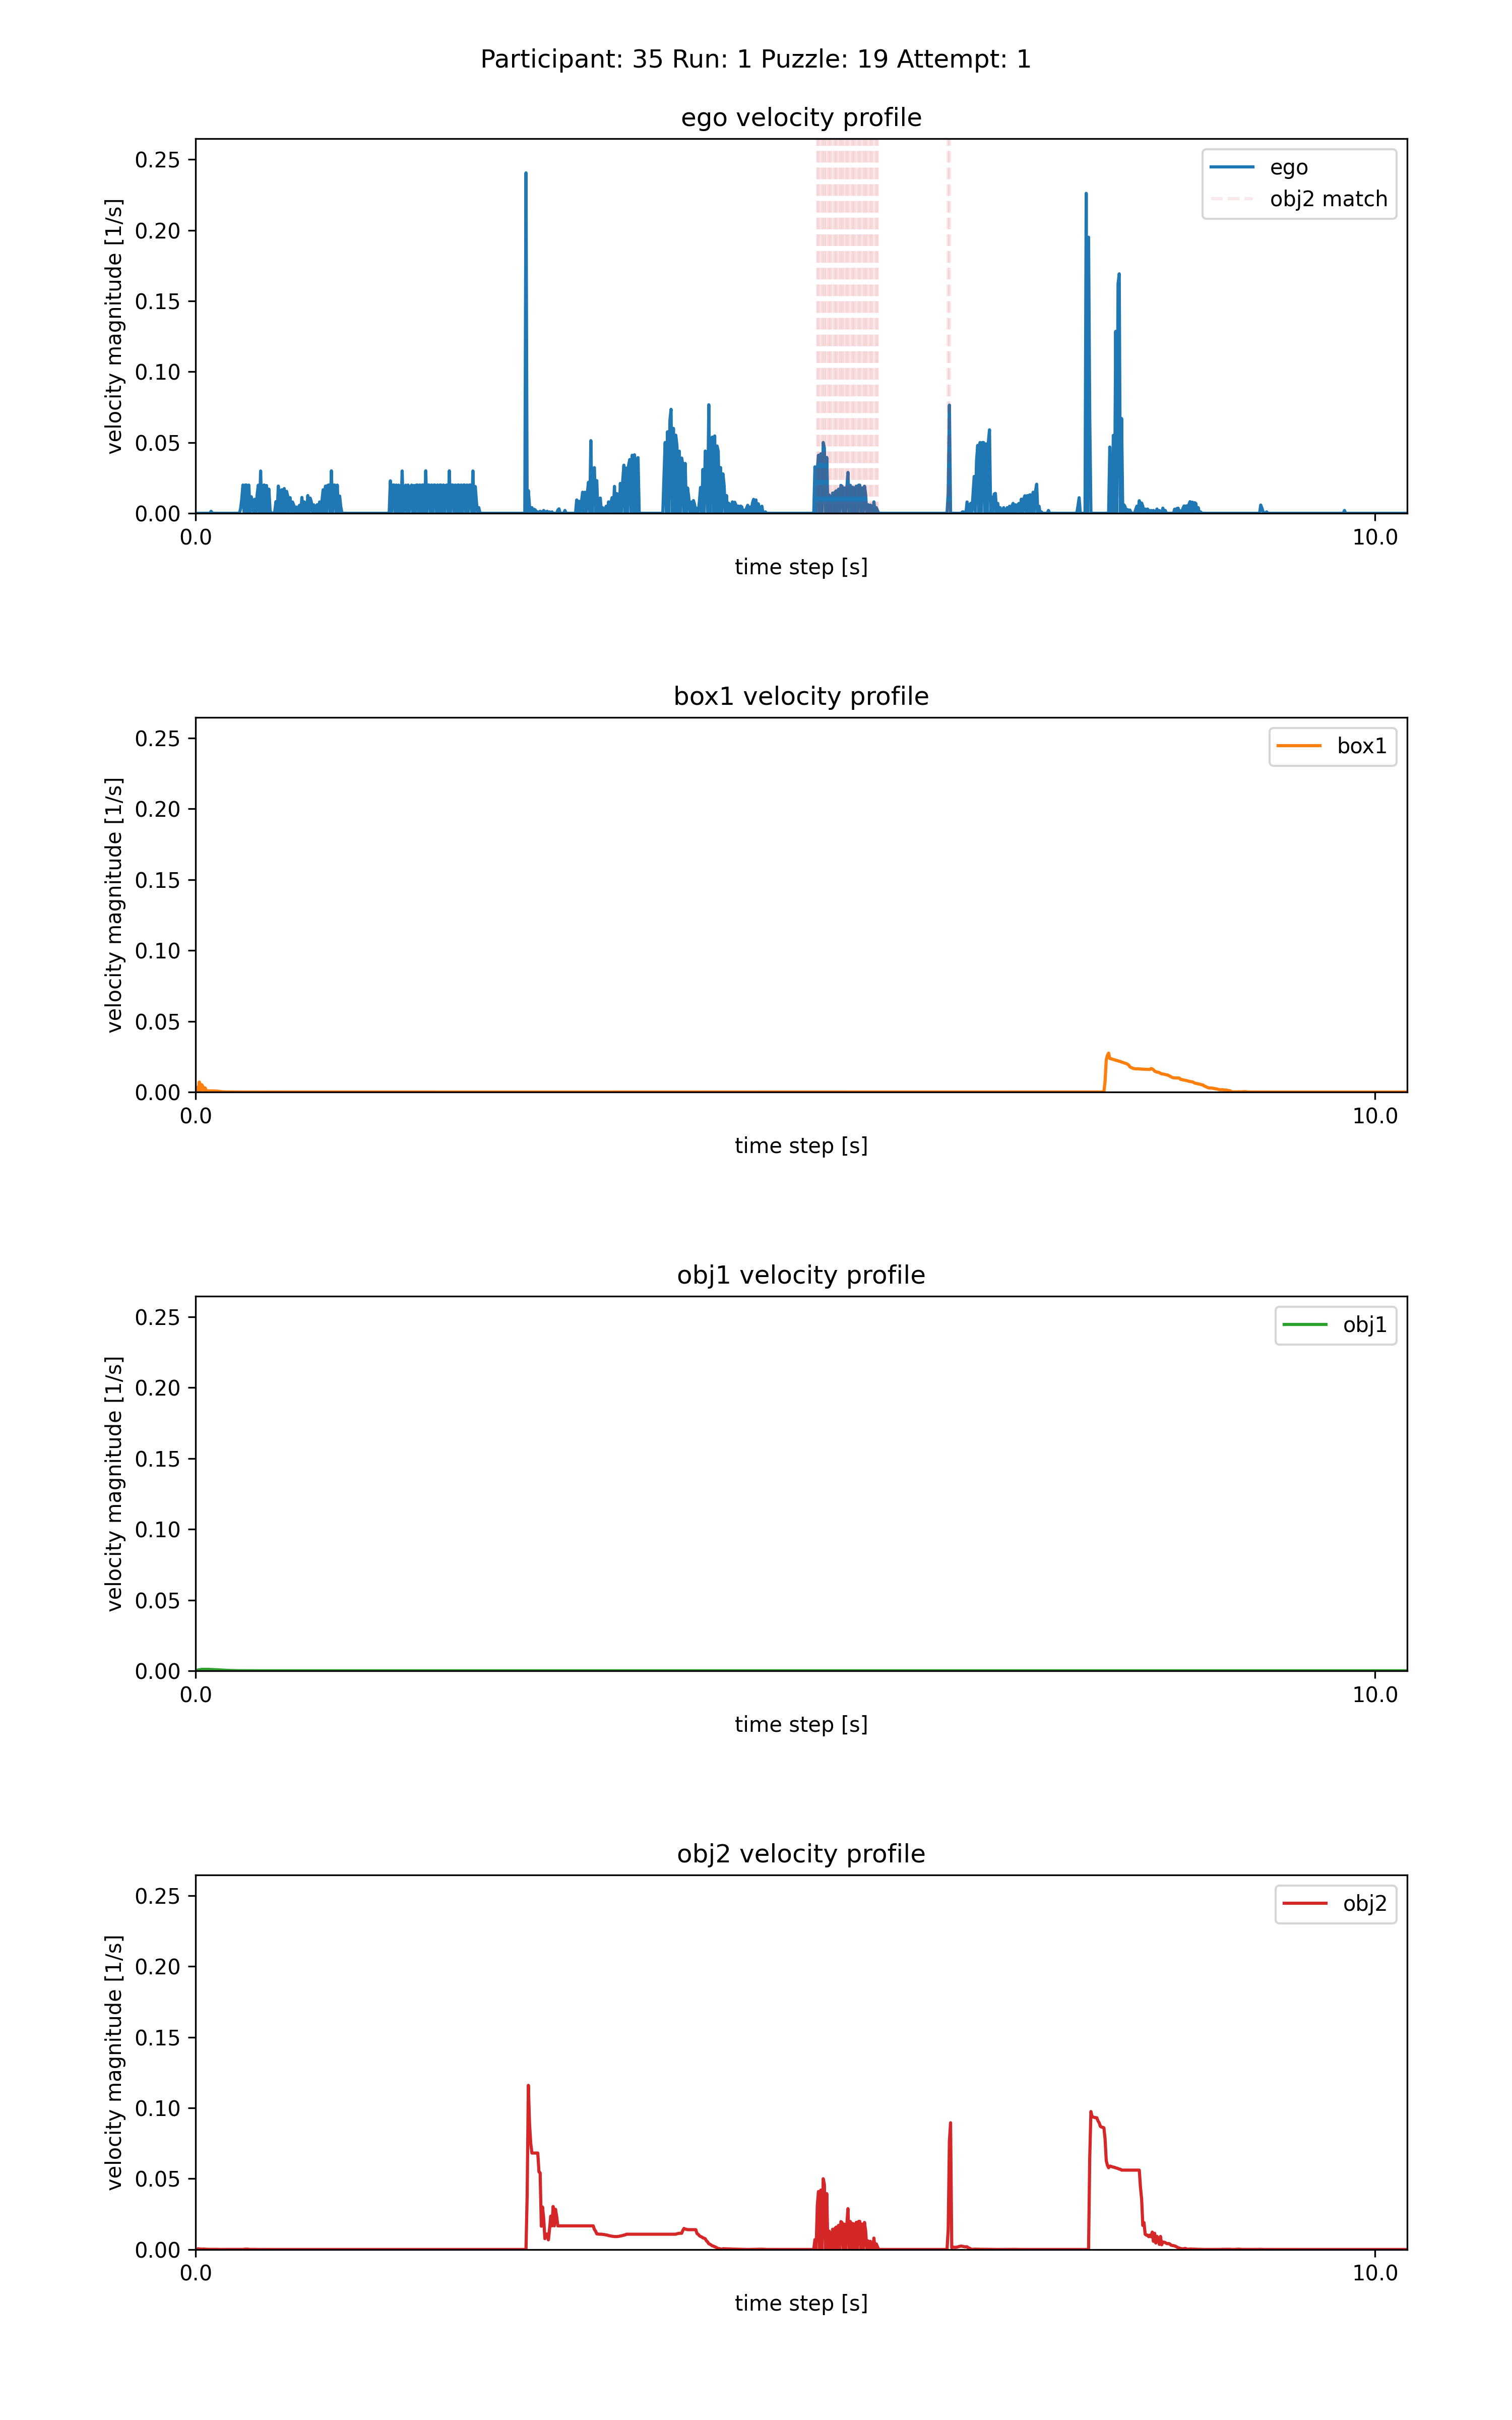 Participant: 35 Run: 1 Puzzle: 19 Attempt: 1
ego velocity profile
velocity magnitude [1/s]
0.25
0.20
0.15
0.10
0.05
0.00
ego
obj2 match
0.0
10.0
time step [s]
box1 velocity profile
velocity magnitude [1/s]
0.25
0.20
0.15
0.10
0.05
0.00
box1
0.0
10.0
time step [s]
obj1 velocity profile
velocity magnitude [1/s]
0.25
0.20
0.15
0.10
0.05
0.00
obj1
0.0
10.0
time step [s]
obj2 velocity profile
velocity magnitude [1/s]
0.25
0.20
0.15
0.10
0.05
0.00
obj2
0.0
10.0
time step [s]